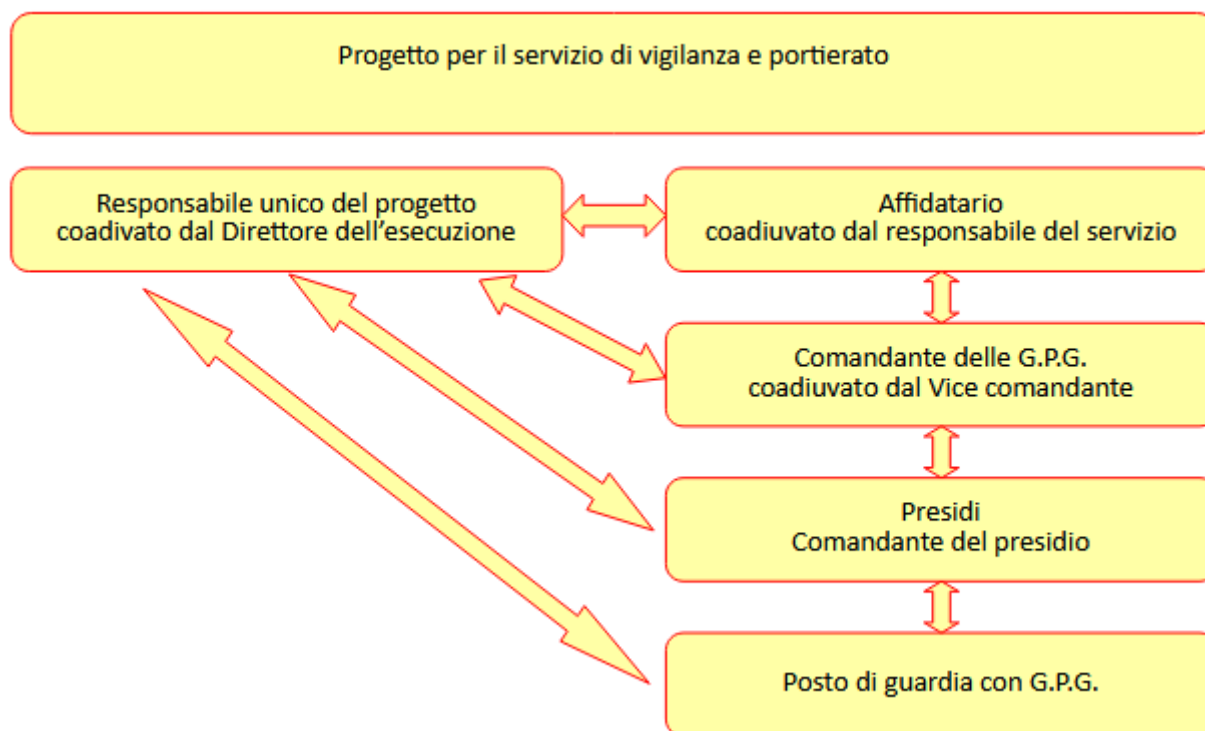 Progetto per il servizio di vigilanza e portierato
Responsabile unico del progetto
coadivato dal Direttore dell'esecuzione
Affidatario
coadiuvato dal responsabile del servizio
Comandante delle G.P.G.
coadiuvato dal Vice comandante
Presidi
Comandante del presidio
Posto di guardia con G.P.G.